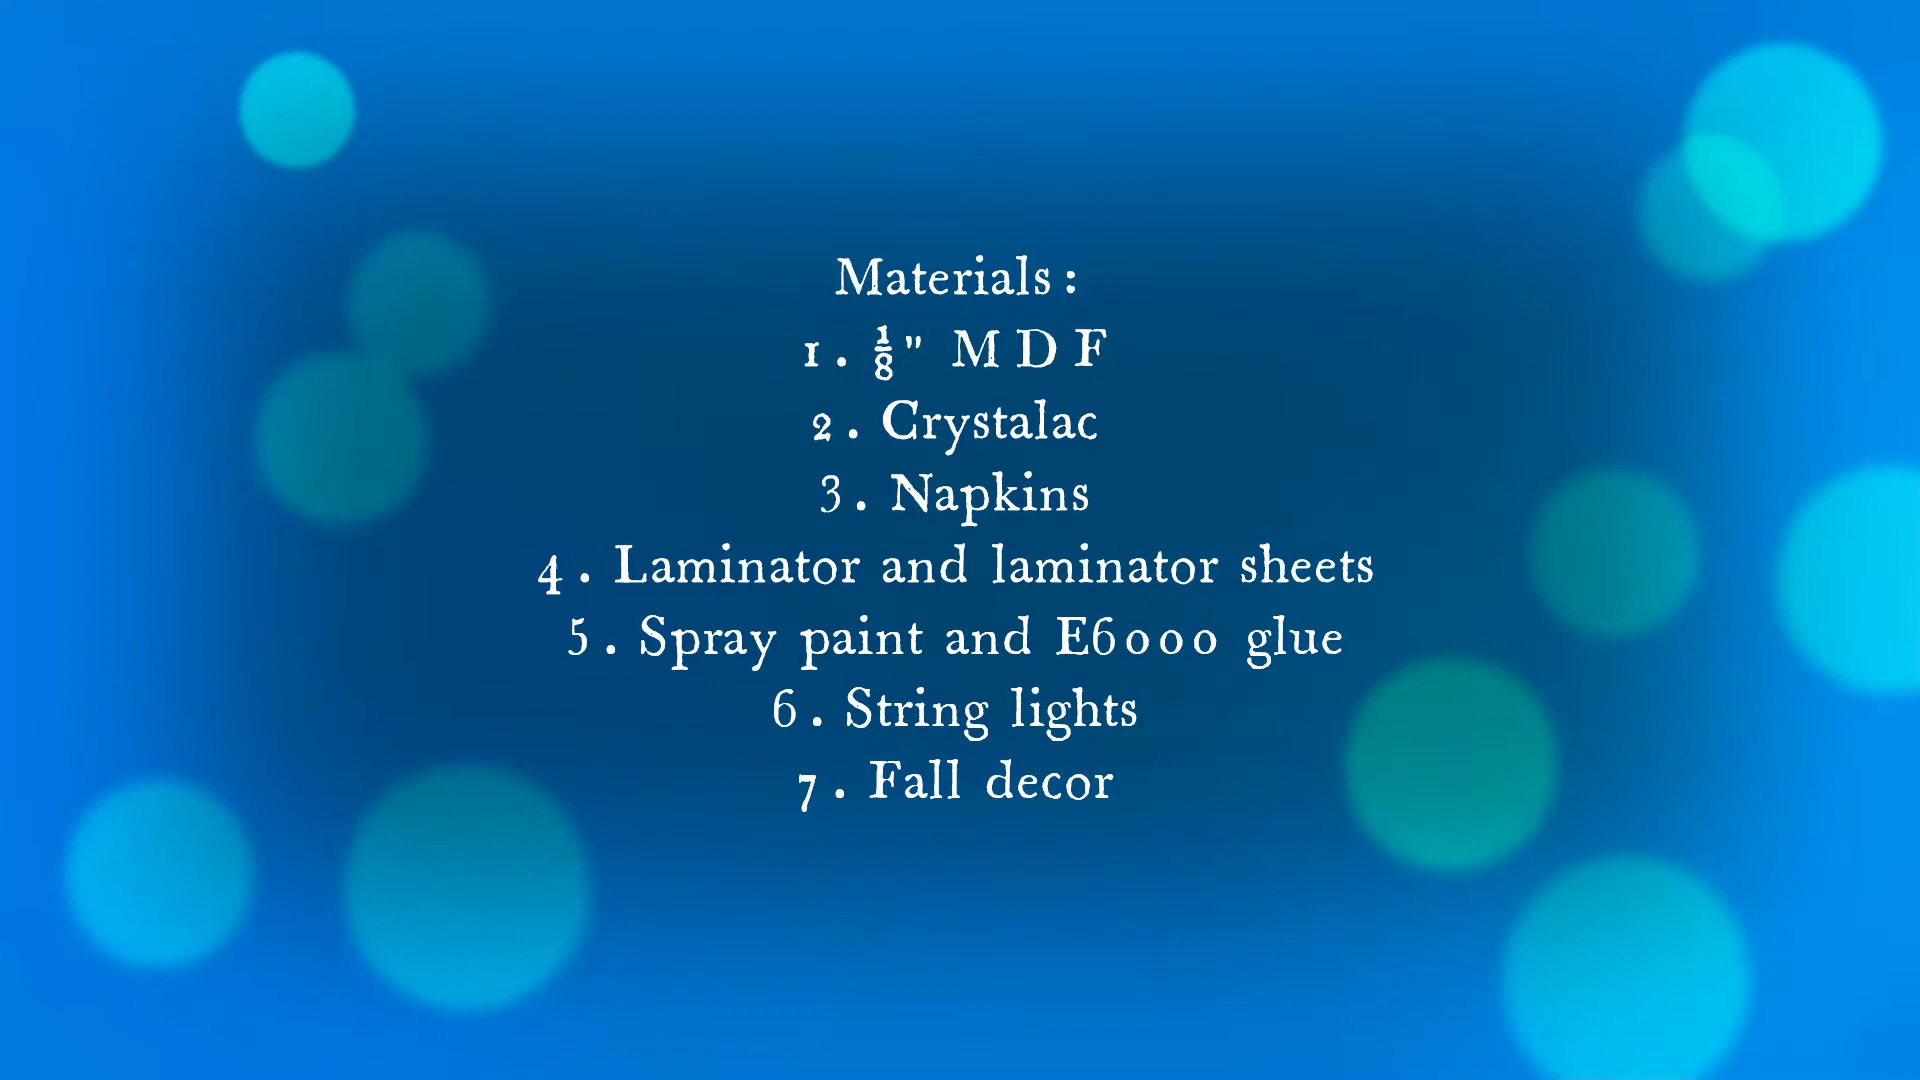 Materials:
1. ⅛" MDF
2. Crystalac
3. Napkins
4. Laminator and laminator sheets
5. Spray paint and E6000 glue
6. String lights
7. Fall decor